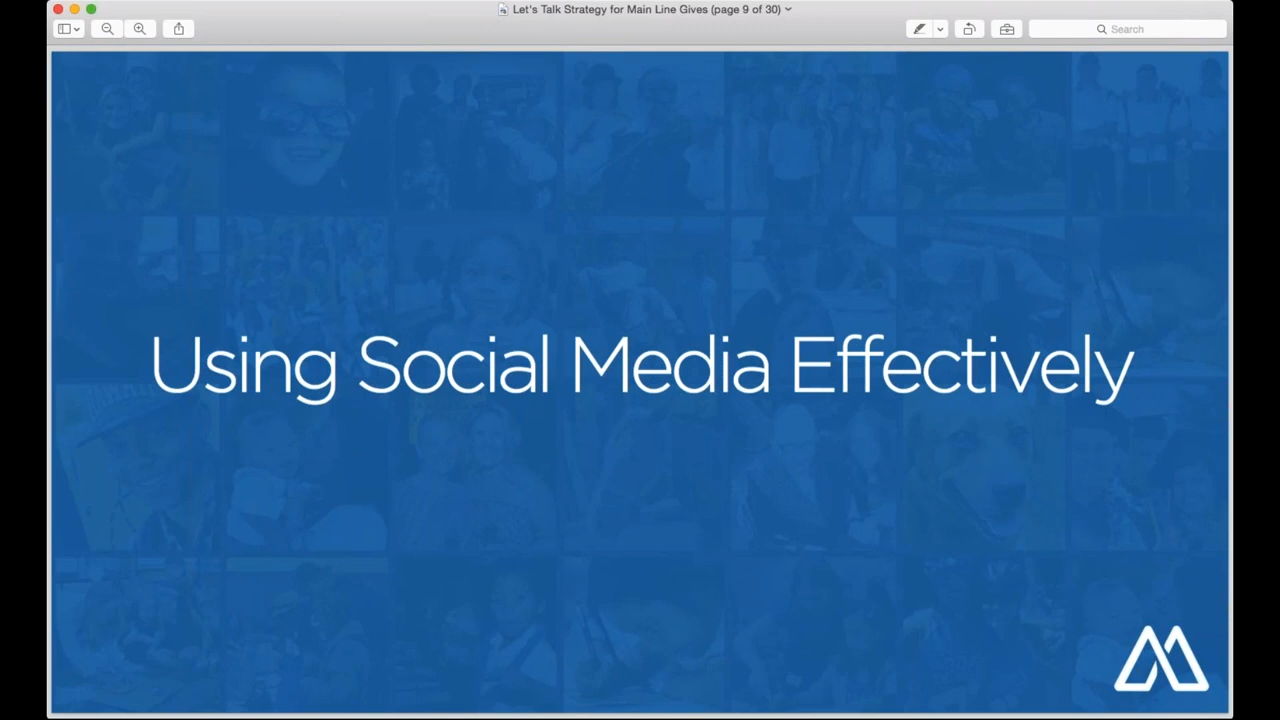 Let's Talk Strategy for Main Line Gives (page 9 of 30)
Search
Using Social Media Effectively